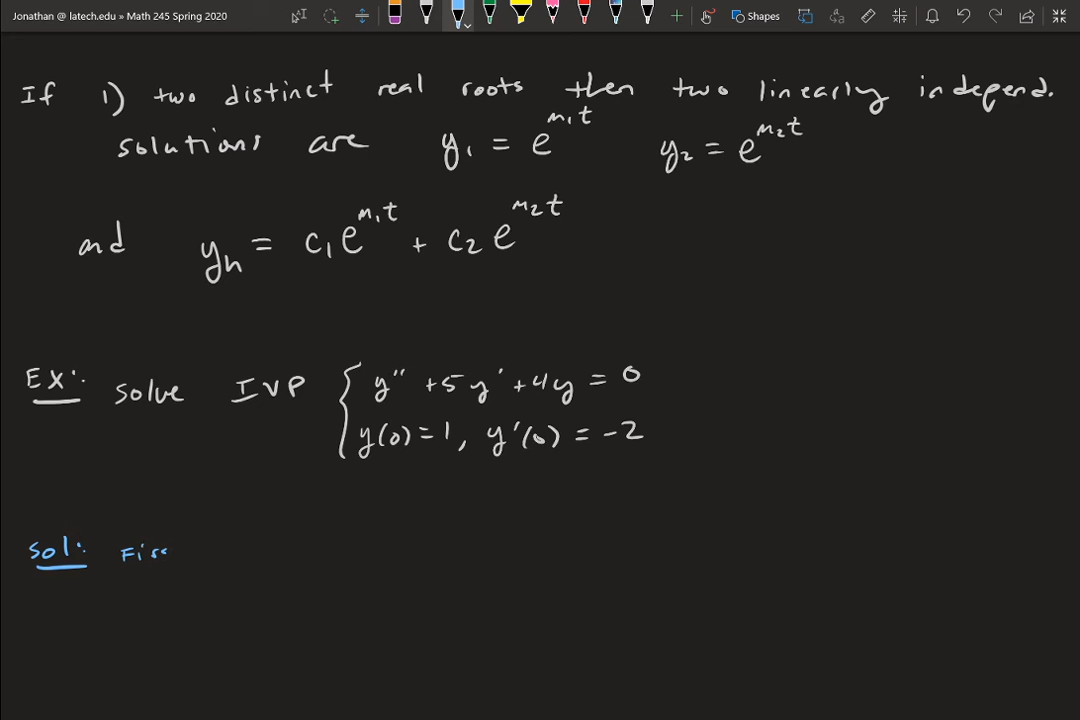 Jonathan @ latech.edu » Math 245 Spring 2020
Shapes
If 1) two distinct real roots then two linearly independ.
solutions are y₁ = e^{m₁t} y₂ = e^{m₂t}
and y_h = c₁e^{m₁t} + c₂e^{m₂t}
Ex: solve IVP { y'' + 5y' + 4y = 0
y(0) = 1, y'(0) = -2
Sol: